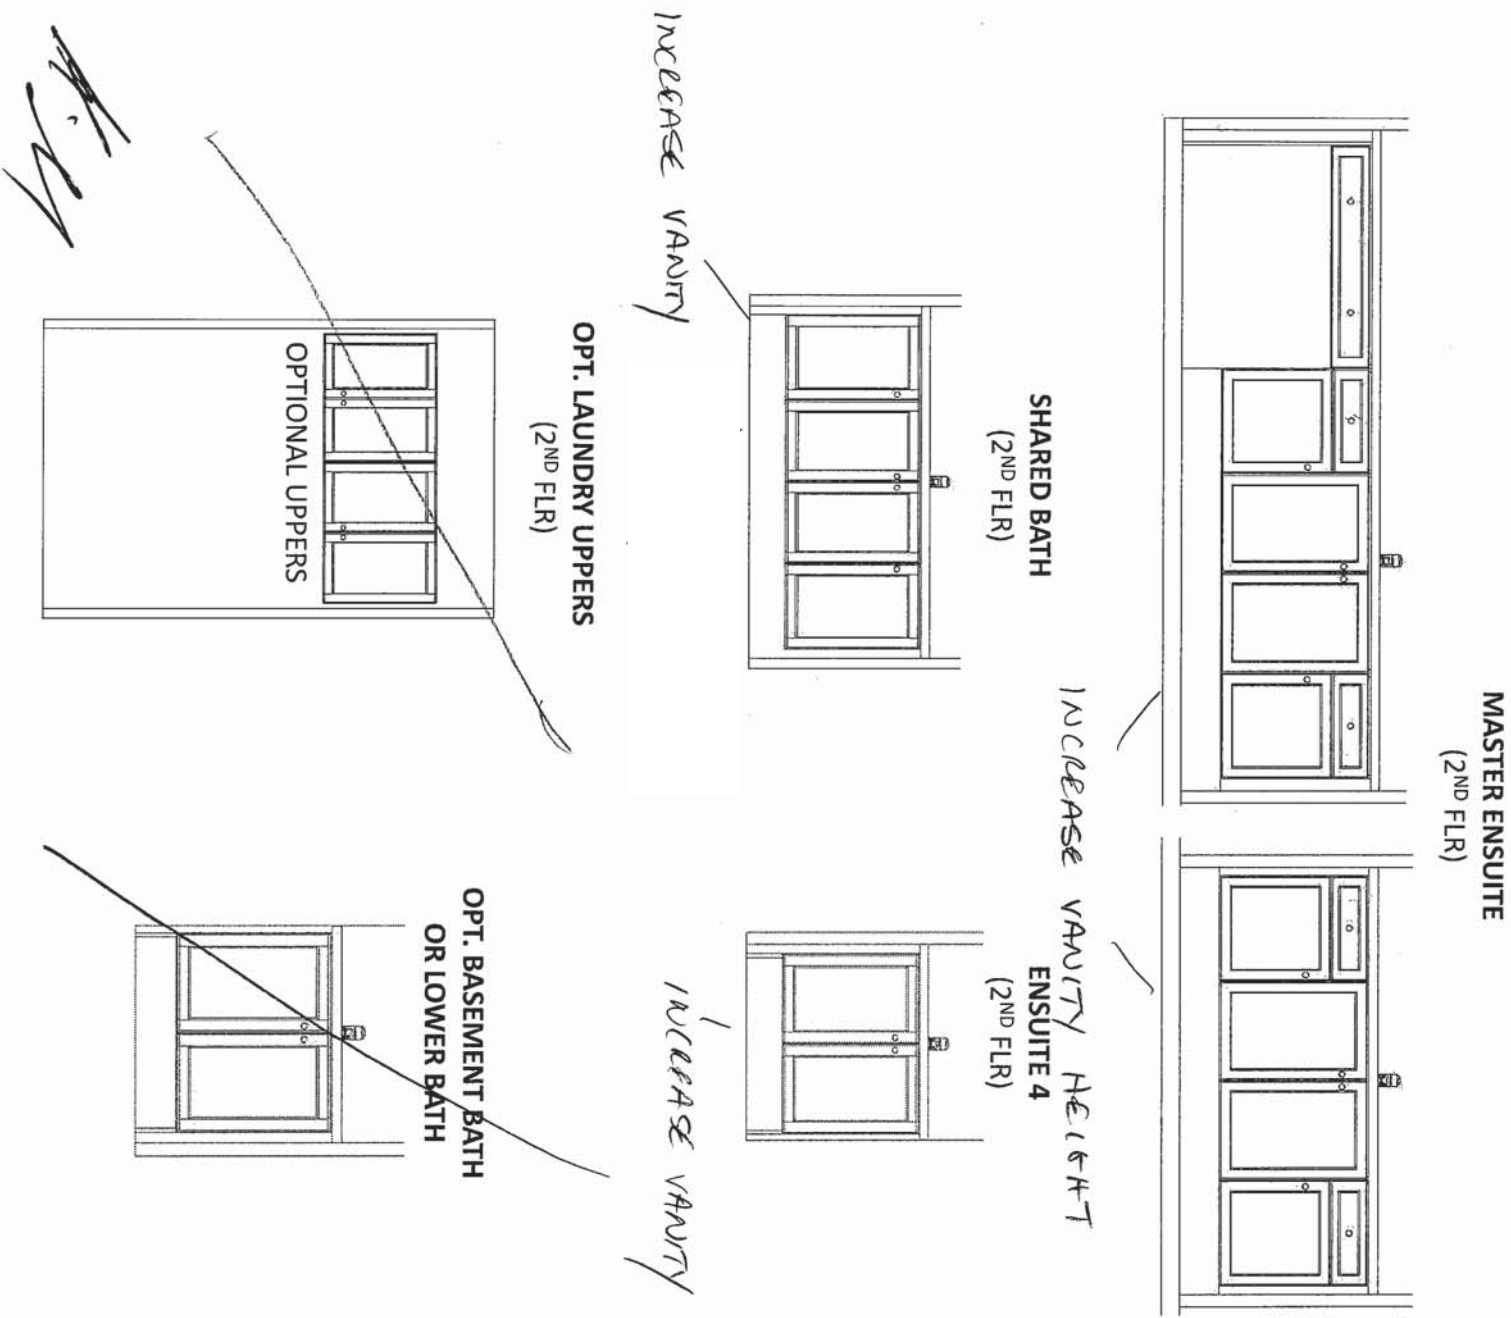 MASTER ENSUITE
(2ND FLR)
INCREASE VANITY HEIGHT
SHARED BATH
(2ND FLR)
ENSUITE 4
(2ND FLR)
INCREASE VANITY
INCREASE VANITY
OPT. LAUNDRY UPPERS
(2ND FLR)
OPTIONAL UPPERS
OPT. BASEMENT BATH
OR LOWER BATH